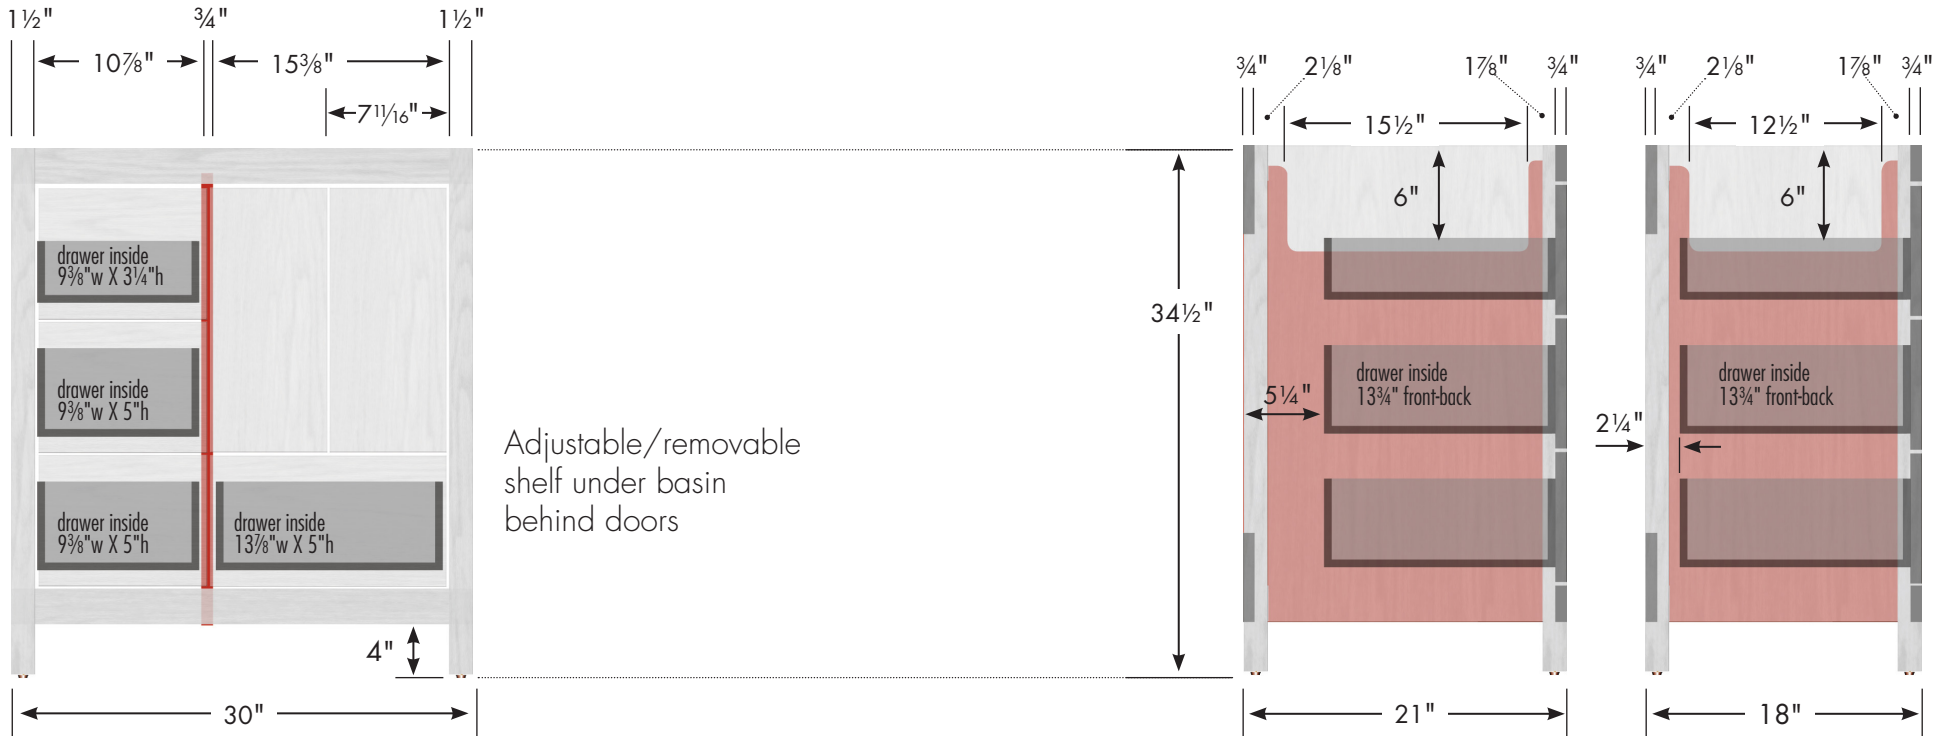 1½" ¾" 1½"
10⅞" 15⅜"
7¹¹⁄₁₆"
¾" 2⅛" 1⅞" ¾" ¾" 2⅛" 1⅞" ¾"
15½" 12½"
6" 6"
drawer inside
9⅜"w X 3¼"h
34½"
drawer inside
9⅜"w X 5"h
drawer inside
13¾" front-back
drawer inside
13¾" front-back
5¼"
2¼"
Adjustable/removable
shelf under basin
behind doors
drawer inside
9⅜"w X 5"h
drawer inside
13⅞"w X 5"h
4"
30" 21" 18"